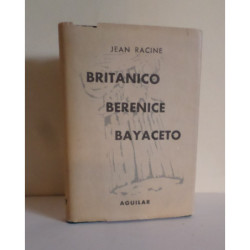 JEAN RACINE
BRITANICO
BERENICE
BAYACETO
AGUILAR